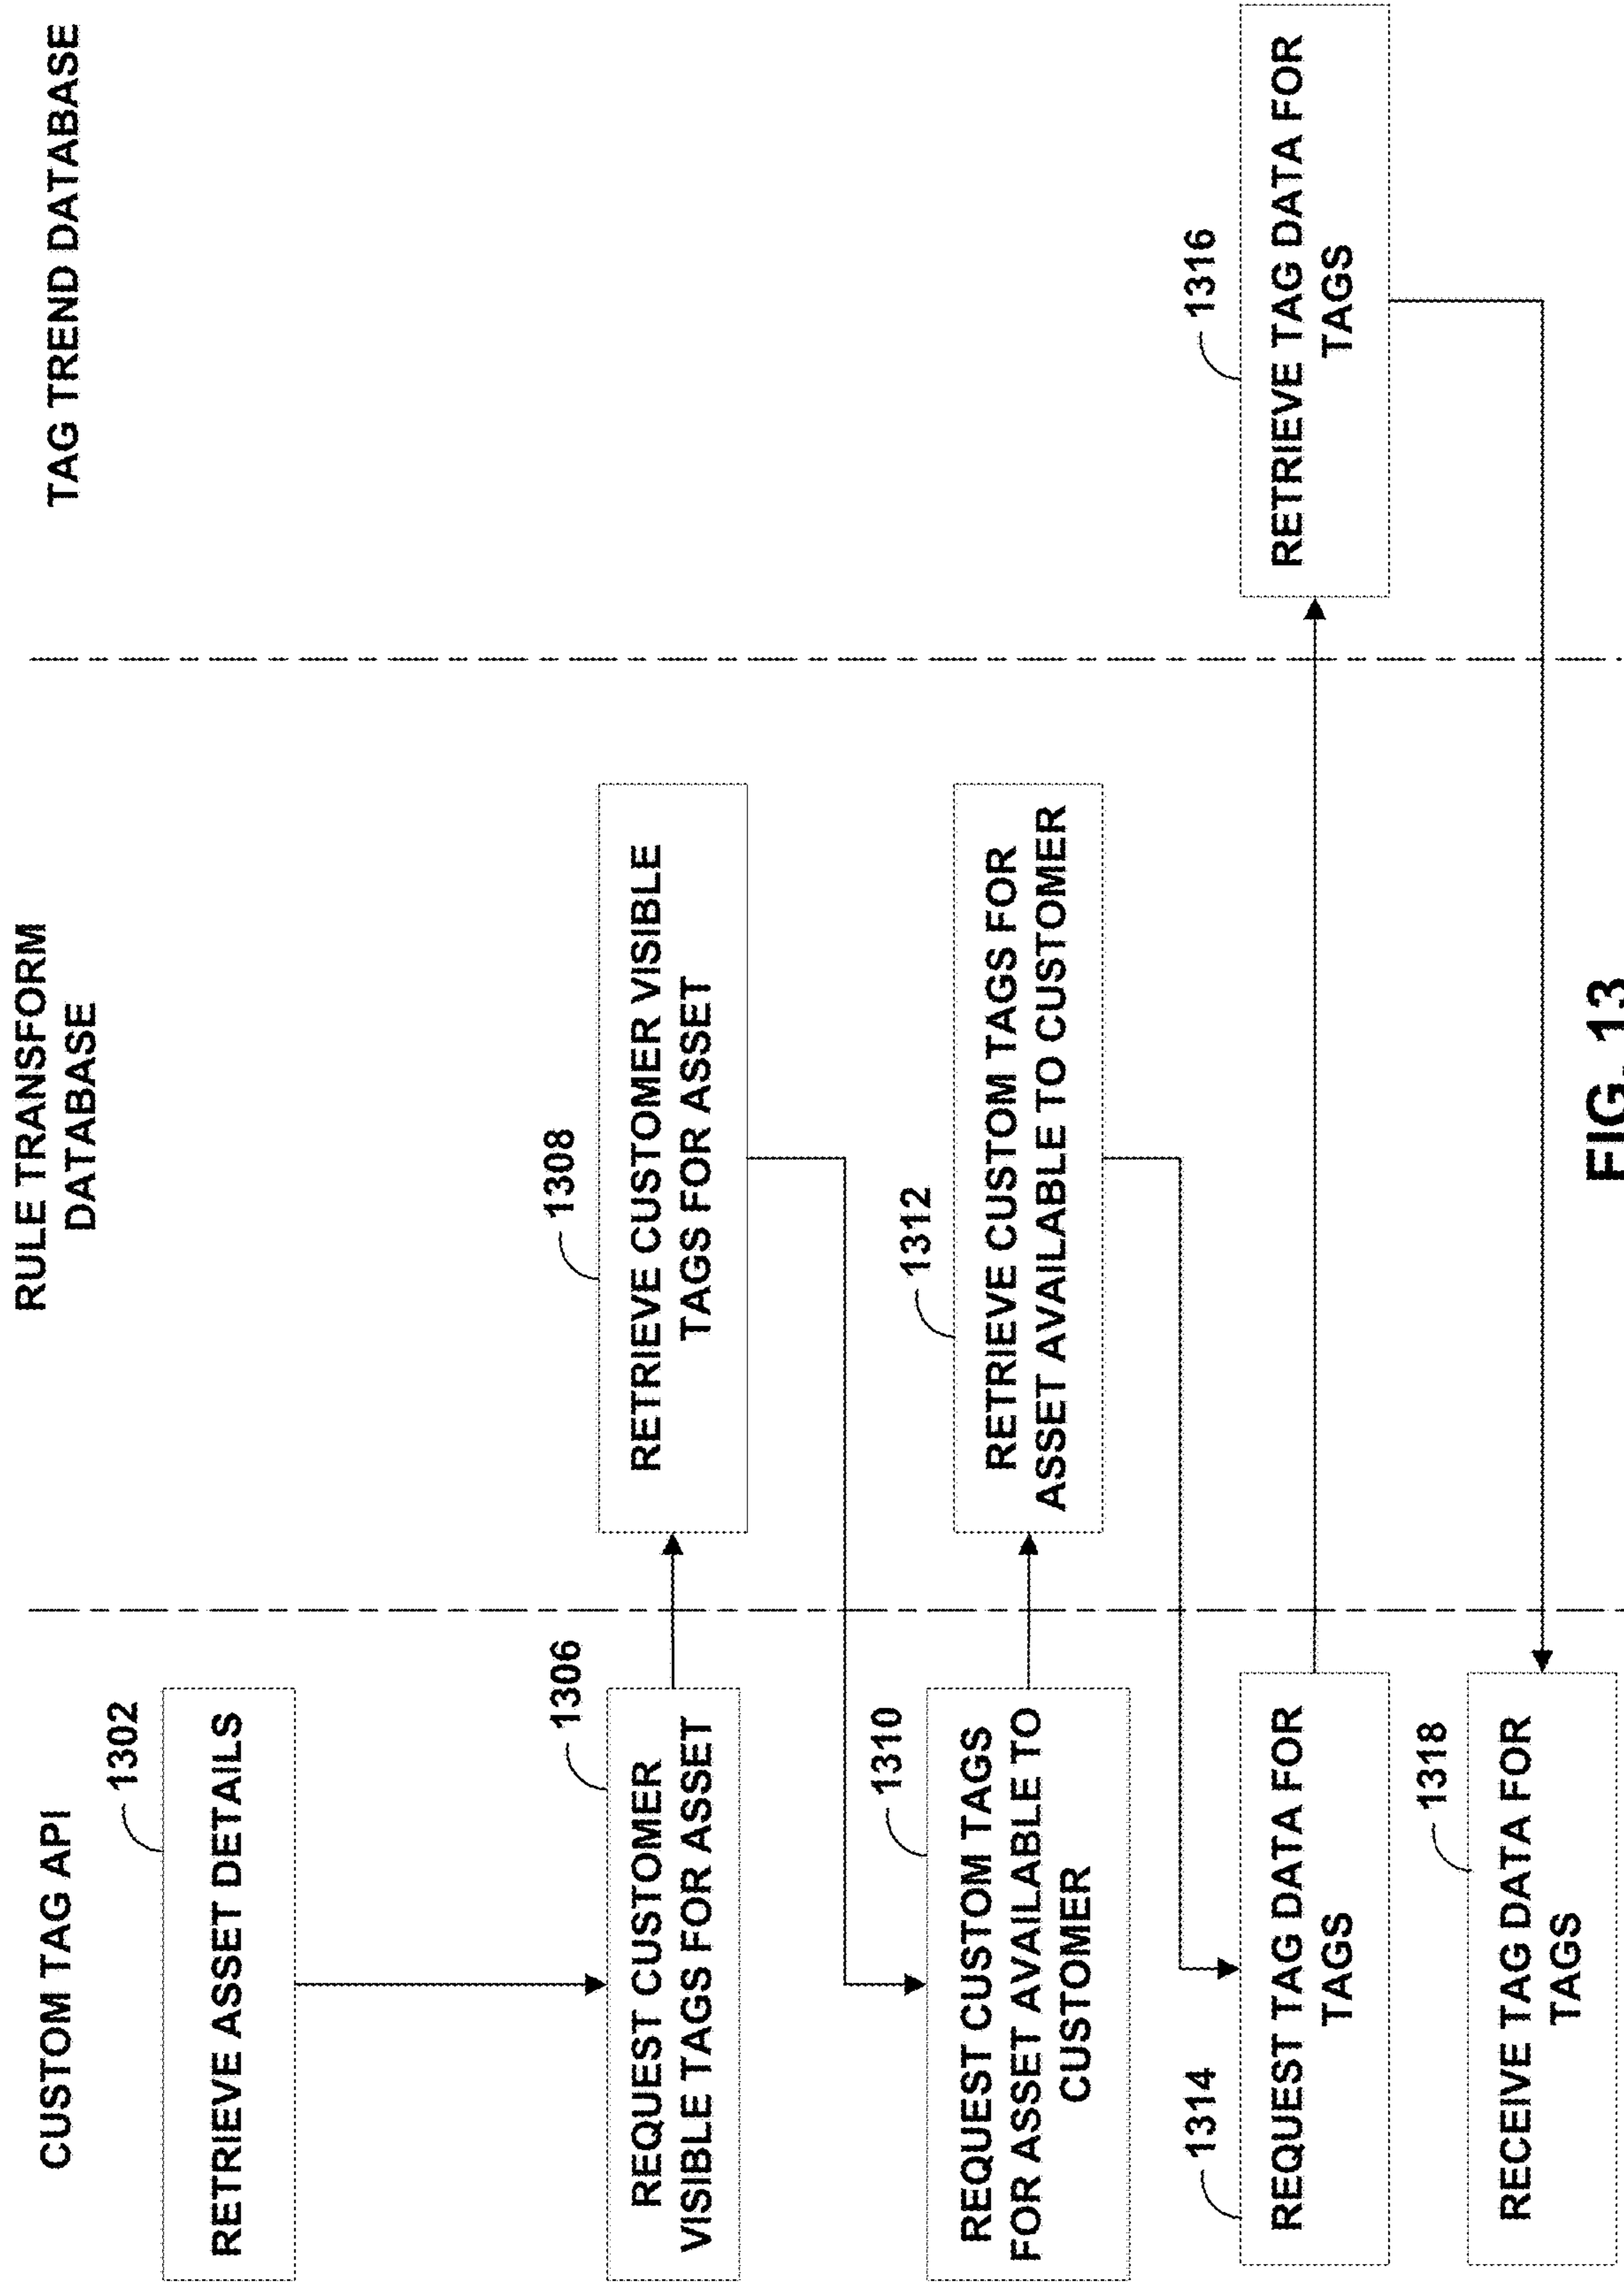 CUSTOM TAG API
RULE TRANSFORM
DATABASE
TAG TREND DATABASE
1302
RETRIEVE ASSET DETAILS
1306
REQUEST CUSTOMER
VISIBLE TAGS FOR ASSET
1308
RETRIEVE CUSTOMER VISIBLE
TAGS FOR ASSET
1310
REQUEST CUSTOM TAGS
FOR ASSET AVAILABLE TO
CUSTOMER
1312
RETRIEVE CUSTOM TAGS FOR
ASSET AVAILABLE TO CUSTOMER
1314
REQUEST TAG DATA FOR
TAGS
1316
RETRIEVE TAG DATA FOR
TAGS
1318
RECEIVE TAG DATA FOR
TAGS
FIG. 13